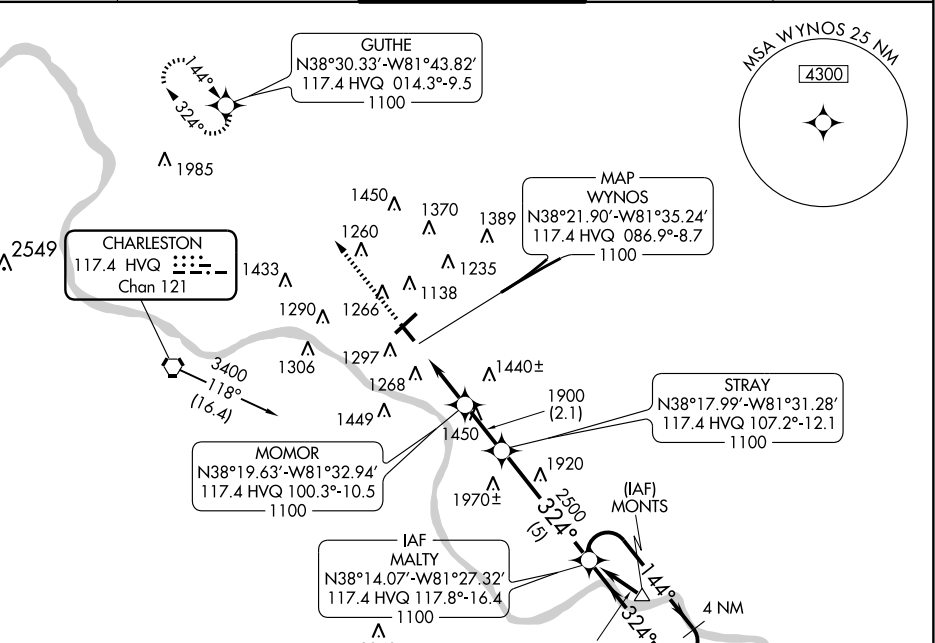 GUTHE
N38°30.33'-W81°43.82'
117.4 HVQ 014.3°-9.5
1100
144°
324°
1985
MSA WYNOS 25 NM
4300
MAP
WYNOS
N38°21.90'-W81°35.24'
117.4 HVQ 086.9°-8.7
1100
1450
1370
1389
1260
1235
2549
CHARLESTON
117.4 HVQ
Chan 121
1433
1138
1266
1290
1306
1297
1268
1440±
3400
118°
(16.4)
1449
1900
(2.1)
1450
STRAY
N38°17.99'-W81°31.28'
117.4 HVQ 107.2°-12.1
1100
MOMOR
N38°19.63'-W81°32.94'
117.4 HVQ 100.3°-10.5
1100
1920
1970±
2500
324°
(5)
(IAF)
MONTS
IAF
MALTY
N38°14.07'-W81°27.32'
117.4 HVQ 117.8°-16.4
1100
144°
4 NM
324°